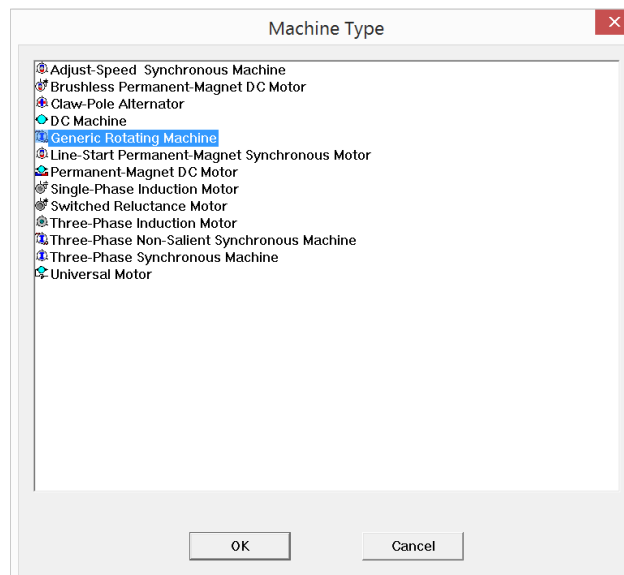 Machine Type
Adjust-Speed  Synchronous Machine
Brushless Permanent-Magnet DC Motor
Claw-Pole Alternator
DC Machine
Generic Rotating Machine
Line-Start Permanent-Magnet Synchronous Motor
Permanent-Magnet DC Motor
Single-Phase Induction Motor
Switched Reluctance Motor
Three-Phase Induction Motor
Three-Phase Non-Salient Synchronous Machine
Three-Phase Synchronous Machine
Universal Motor
OK Cancel